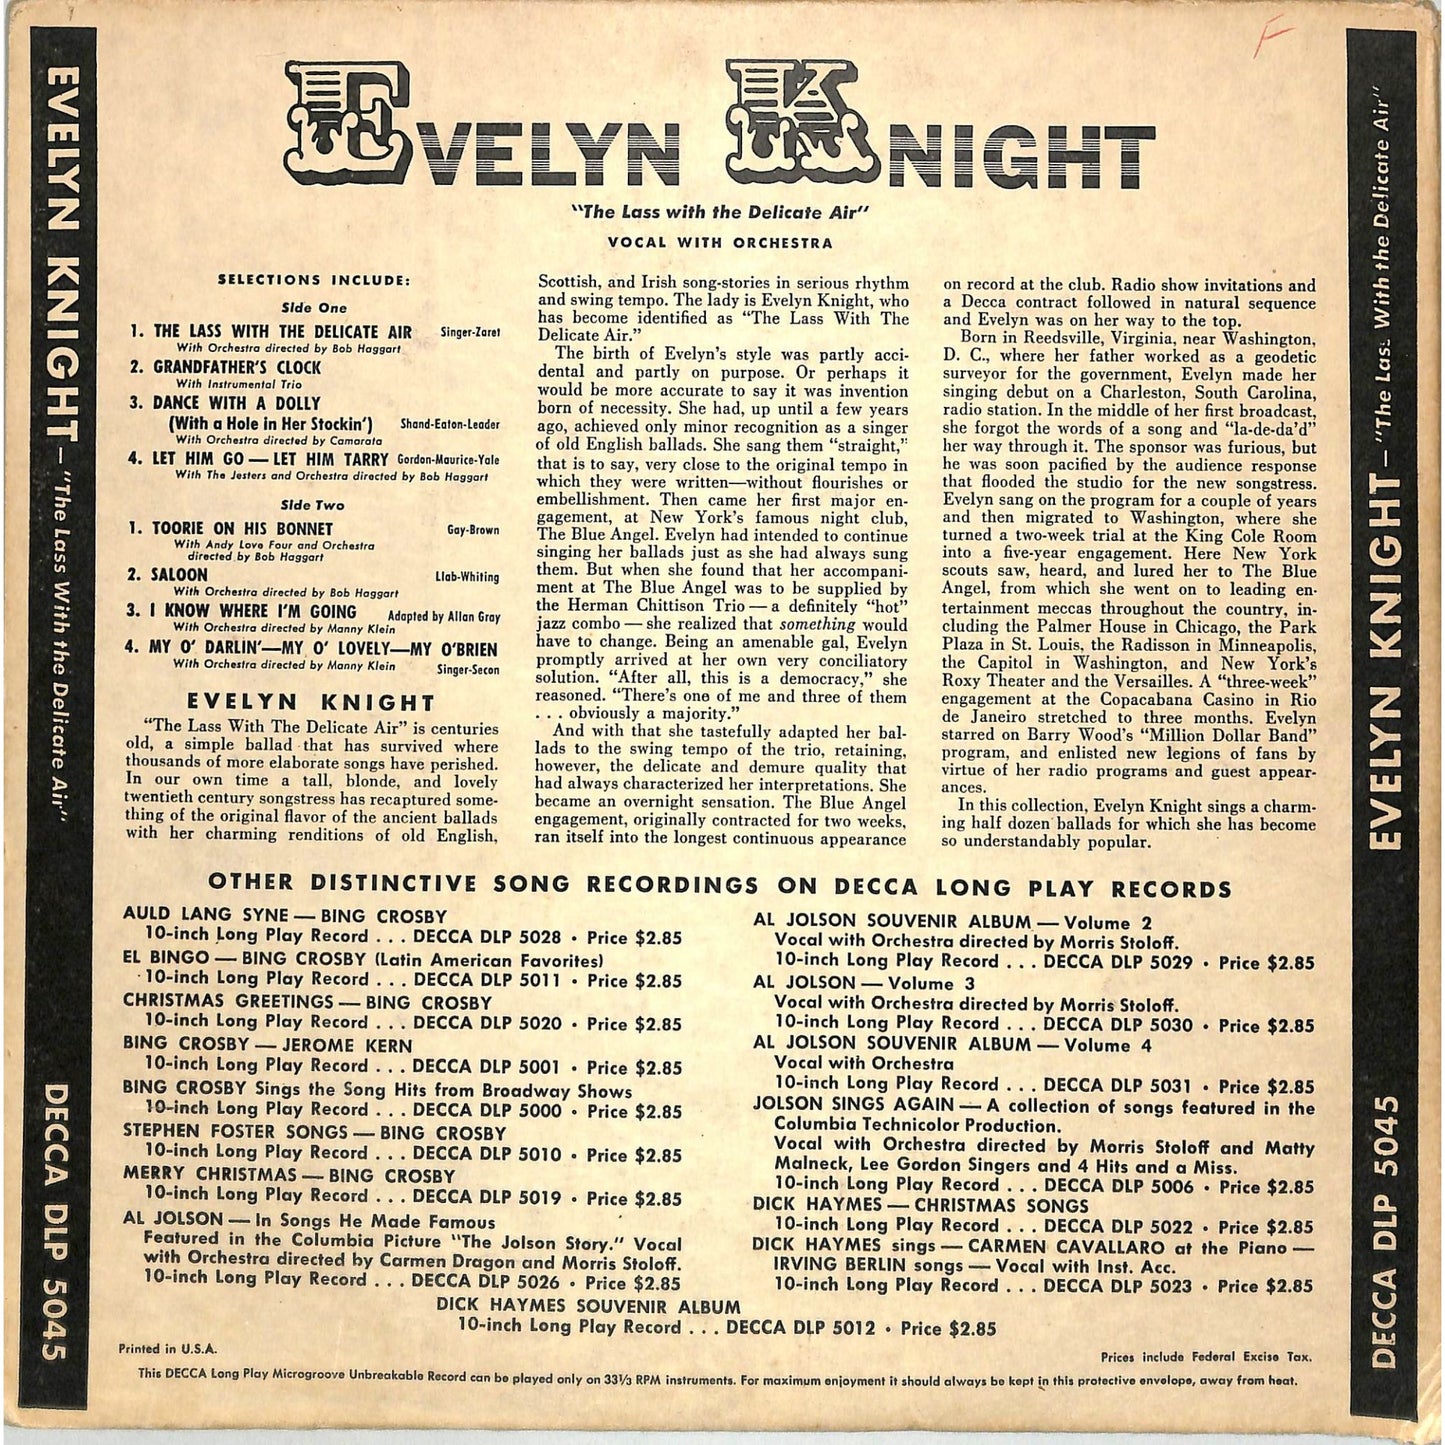 EVELYN KNIGHT—"The Lass With the Delicate Air"
DECCA DLP 5045
F
EVELYN KNIGHT
"The Lass with the Delicate Air"
VOCAL WITH ORCHESTRA
SELECTIONS INCLUDE:
Side One
1. THE LASS WITH THE DELICATE AIR Singer-Zaret
With Orchestra directed by Bob Haggart
2. GRANDFATHER'S CLOCK
With Instrumental Trio
3. DANCE WITH A DOLLY
(With a Hole in Her Stockin') Shand-Eaton-Leader
With Orchestra directed by Camarata
4. LET HIM GO—LET HIM TARRY Gordon-Maurice-Yale
With The Jesters and Orchestra directed by Bob Haggart
Side Two
1. TOORIE ON HIS BONNET Gay-Brown
With Andy Love Four and Orchestra
directed by Bob Haggart
2. SALOON Llab-Whiting
With Orchestra directed by Bob Haggart
3. I KNOW WHERE I'M GOING Adapted by Allan Gray
With Orchestra directed by Manny Klein
4. MY O' DARLIN'—MY O' LOVELY—MY O'BRIEN
With Orchestra directed by Manny Klein Singer-Secon
EVELYN KNIGHT
"The Lass With The Delicate Air" is centuries
old, a simple ballad that has survived where
thousands of more elaborate songs have perished.
In our own time a tall, blonde, and lovely
twentieth century songstress has recaptured some-
thing of the original flavor of the ancient ballads
with her charming renditions of old English,
Scottish, and Irish song-stories in serious rhythm
and swing tempo. The lady is Evelyn Knight, who
has become identified as "The Lass With The
Delicate Air."
The birth of Evelyn's style was partly acci-
dental and partly on purpose. Or perhaps it
would be more accurate to say it was invention
born of necessity. She had, up until a few years
ago, achieved only minor recognition as a singer
of old English ballads. She sang them "straight,"
that is to say, very close to the original tempo in
which they were written—without flourishes or
embellishment. Then came her first major en-
gagement, at New York's famous night club,
The Blue Angel. Evelyn had intended to continue
singing her ballads just as she had always sung
them. But when she found that her accompani-
ment at The Blue Angel was to be supplied by
the Herman Chittison Trio—a definitely "hot"
jazz combo—she realized that something would
have to change. Being an amenable gal, Evelyn
promptly arrived at her own very conciliatory
solution. "After all, this is a democracy," she
reasoned. "There's one of me and three of them
. . . obviously a majority."
And with that she tastefully adapted her bal-
lads to the swing tempo of the trio, retaining,
however, the delicate and demure quality that
had always characterized her interpretations. She
became an overnight sensation. The Blue Angel
engagement, originally contracted for two weeks,
ran itself into the longest continuous appearance
on record at the club. Radio show invitations and
a Decca contract followed in natural sequence
and Evelyn was on her way to the top.
Born in Reedsville, Virginia, near Washington,
D. C., where her father worked as a geodetic
surveyor for the government, Evelyn made her
singing debut on a Charleston, South Carolina,
radio station. In the middle of her first broadcast,
she forgot the words of a song and "la-de-da'd"
her way through it. The sponsor was furious, but
he was soon pacified by the audience response
that flooded the studio for the new songstress.
Evelyn sang on the program for a couple of years
and then migrated to Washington, where she
turned a two-week trial at the King Cole Room
into a five-year engagement. Here New York
scouts saw, heard, and lured her to The Blue
Angel, from which she went on to leading en-
tertainment meccas throughout the country, in-
cluding the Palmer House in Chicago, the Park
Plaza in St. Louis, the Radisson in Minneapolis,
the Capitol in Washington, and New York's
Roxy Theater and the Versailles. A "three-week"
engagement at the Copacabana Casino in Rio
de Janeiro stretched to three months. Evelyn
starred on Barry Wood's "Million Dollar Band"
program, and enlisted new legions of fans by
virtue of her radio programs and guest appear-
ances.
In this collection, Evelyn Knight sings a charm-
ing half dozen ballads for which she has become
so understandably popular.
OTHER DISTINCTIVE SONG RECORDINGS ON DECCA LONG PLAY RECORDS
AULD LANG SYNE—BING CROSBY
10-inch Long Play Record . . . DECCA DLP 5028 • Price $2.85
EL BINGO—BING CROSBY (Latin American Favorites)
10-inch Long Play Record . . . DECCA DLP 5011 • Price $2.85
CHRISTMAS GREETINGS—BING CROSBY
10-inch Long Play Record . . . DECCA DLP 5020 • Price $2.85
BING CROSBY—JEROME KERN
10-inch Long Play Record . . . DECCA DLP 5001 • Price $2.85
BING CROSBY Sings the Song Hits from Broadway Shows
10-inch Long Play Record . . . DECCA DLP 5000 • Price $2.85
STEPHEN FOSTER SONGS—BING CROSBY
10-inch Long Play Record . . . DECCA DLP 5010 • Price $2.85
MERRY CHRISTMAS—BING CROSBY
10-inch Long Play Record . . . DECCA DLP 5019 • Price $2.85
AL JOLSON—In Songs He Made Famous
Featured in the Columbia Picture "The Jolson Story." Vocal
with Orchestra directed by Carmen Dragon and Morris Stoloff.
10-inch Long Play Record . . . DECCA DLP 5026 • Price $2.85
AL JOLSON SOUVENIR ALBUM—Volume 2
Vocal with Orchestra directed by Morris Stoloff.
10-inch Long Play Record . . . DECCA DLP 5029 • Price $2.85
AL JOLSON—Volume 3
Vocal with Orchestra directed by Morris Stoloff.
10-inch Long Play Record . . . DECCA DLP 5030 • Price $2.85
AL JOLSON SOUVENIR ALBUM—Volume 4
Vocal with Orchestra
10-inch Long Play Record . . . DECCA DLP 5031 • Price $2.85
JOLSON SINGS AGAIN—A collection of songs featured in the
Columbia Technicolor Production.
Vocal with Orchestra directed by Morris Stoloff and Matty
Malneck, Lee Gordon Singers and 4 Hits and a Miss.
10-inch Long Play Record . . . DECCA DLP 5006 • Price $2.85
DICK HAYMES—CHRISTMAS SONGS
10-inch Long Play Record . . . DECCA DLP 5022 • Price $2.85
DICK HAYMES sings—CARMEN CAVALLARO at the Piano—
IRVING BERLIN songs—Vocal with Inst. Acc.
10-inch Long Play Record . . . DECCA DLP 5023 • Price $2.85
DICK HAYMES SOUVENIR ALBUM
10-inch Long Play Record . . . DECCA DLP 5012 • Price $2.85
Printed in U.S.A.
Prices include Federal Excise Tax.
This DECCA Long Play Microgroove Unbreakable Record can be played only on 33⅓ RPM instruments. For maximum enjoyment it should always be kept in this protective envelope, away from heat.
EVELYN KNIGHT—"The Lass With the Delicate Air"
DECCA DLP 5045